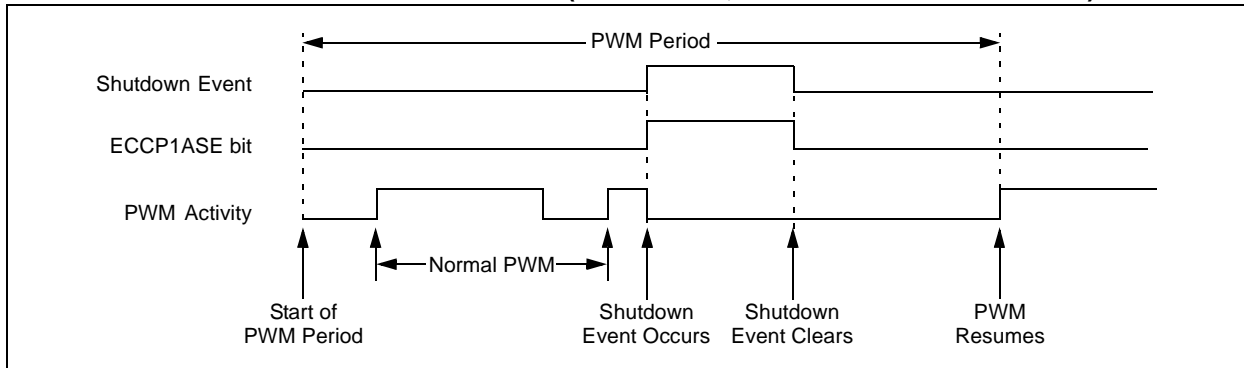 PWM Period
Shutdown Event
ECCP1ASE bit
PWM Activity
Normal PWM
Start of
PWM Period
Shutdown
Event Occurs
Shutdown
Event Clears
PWM
Resumes